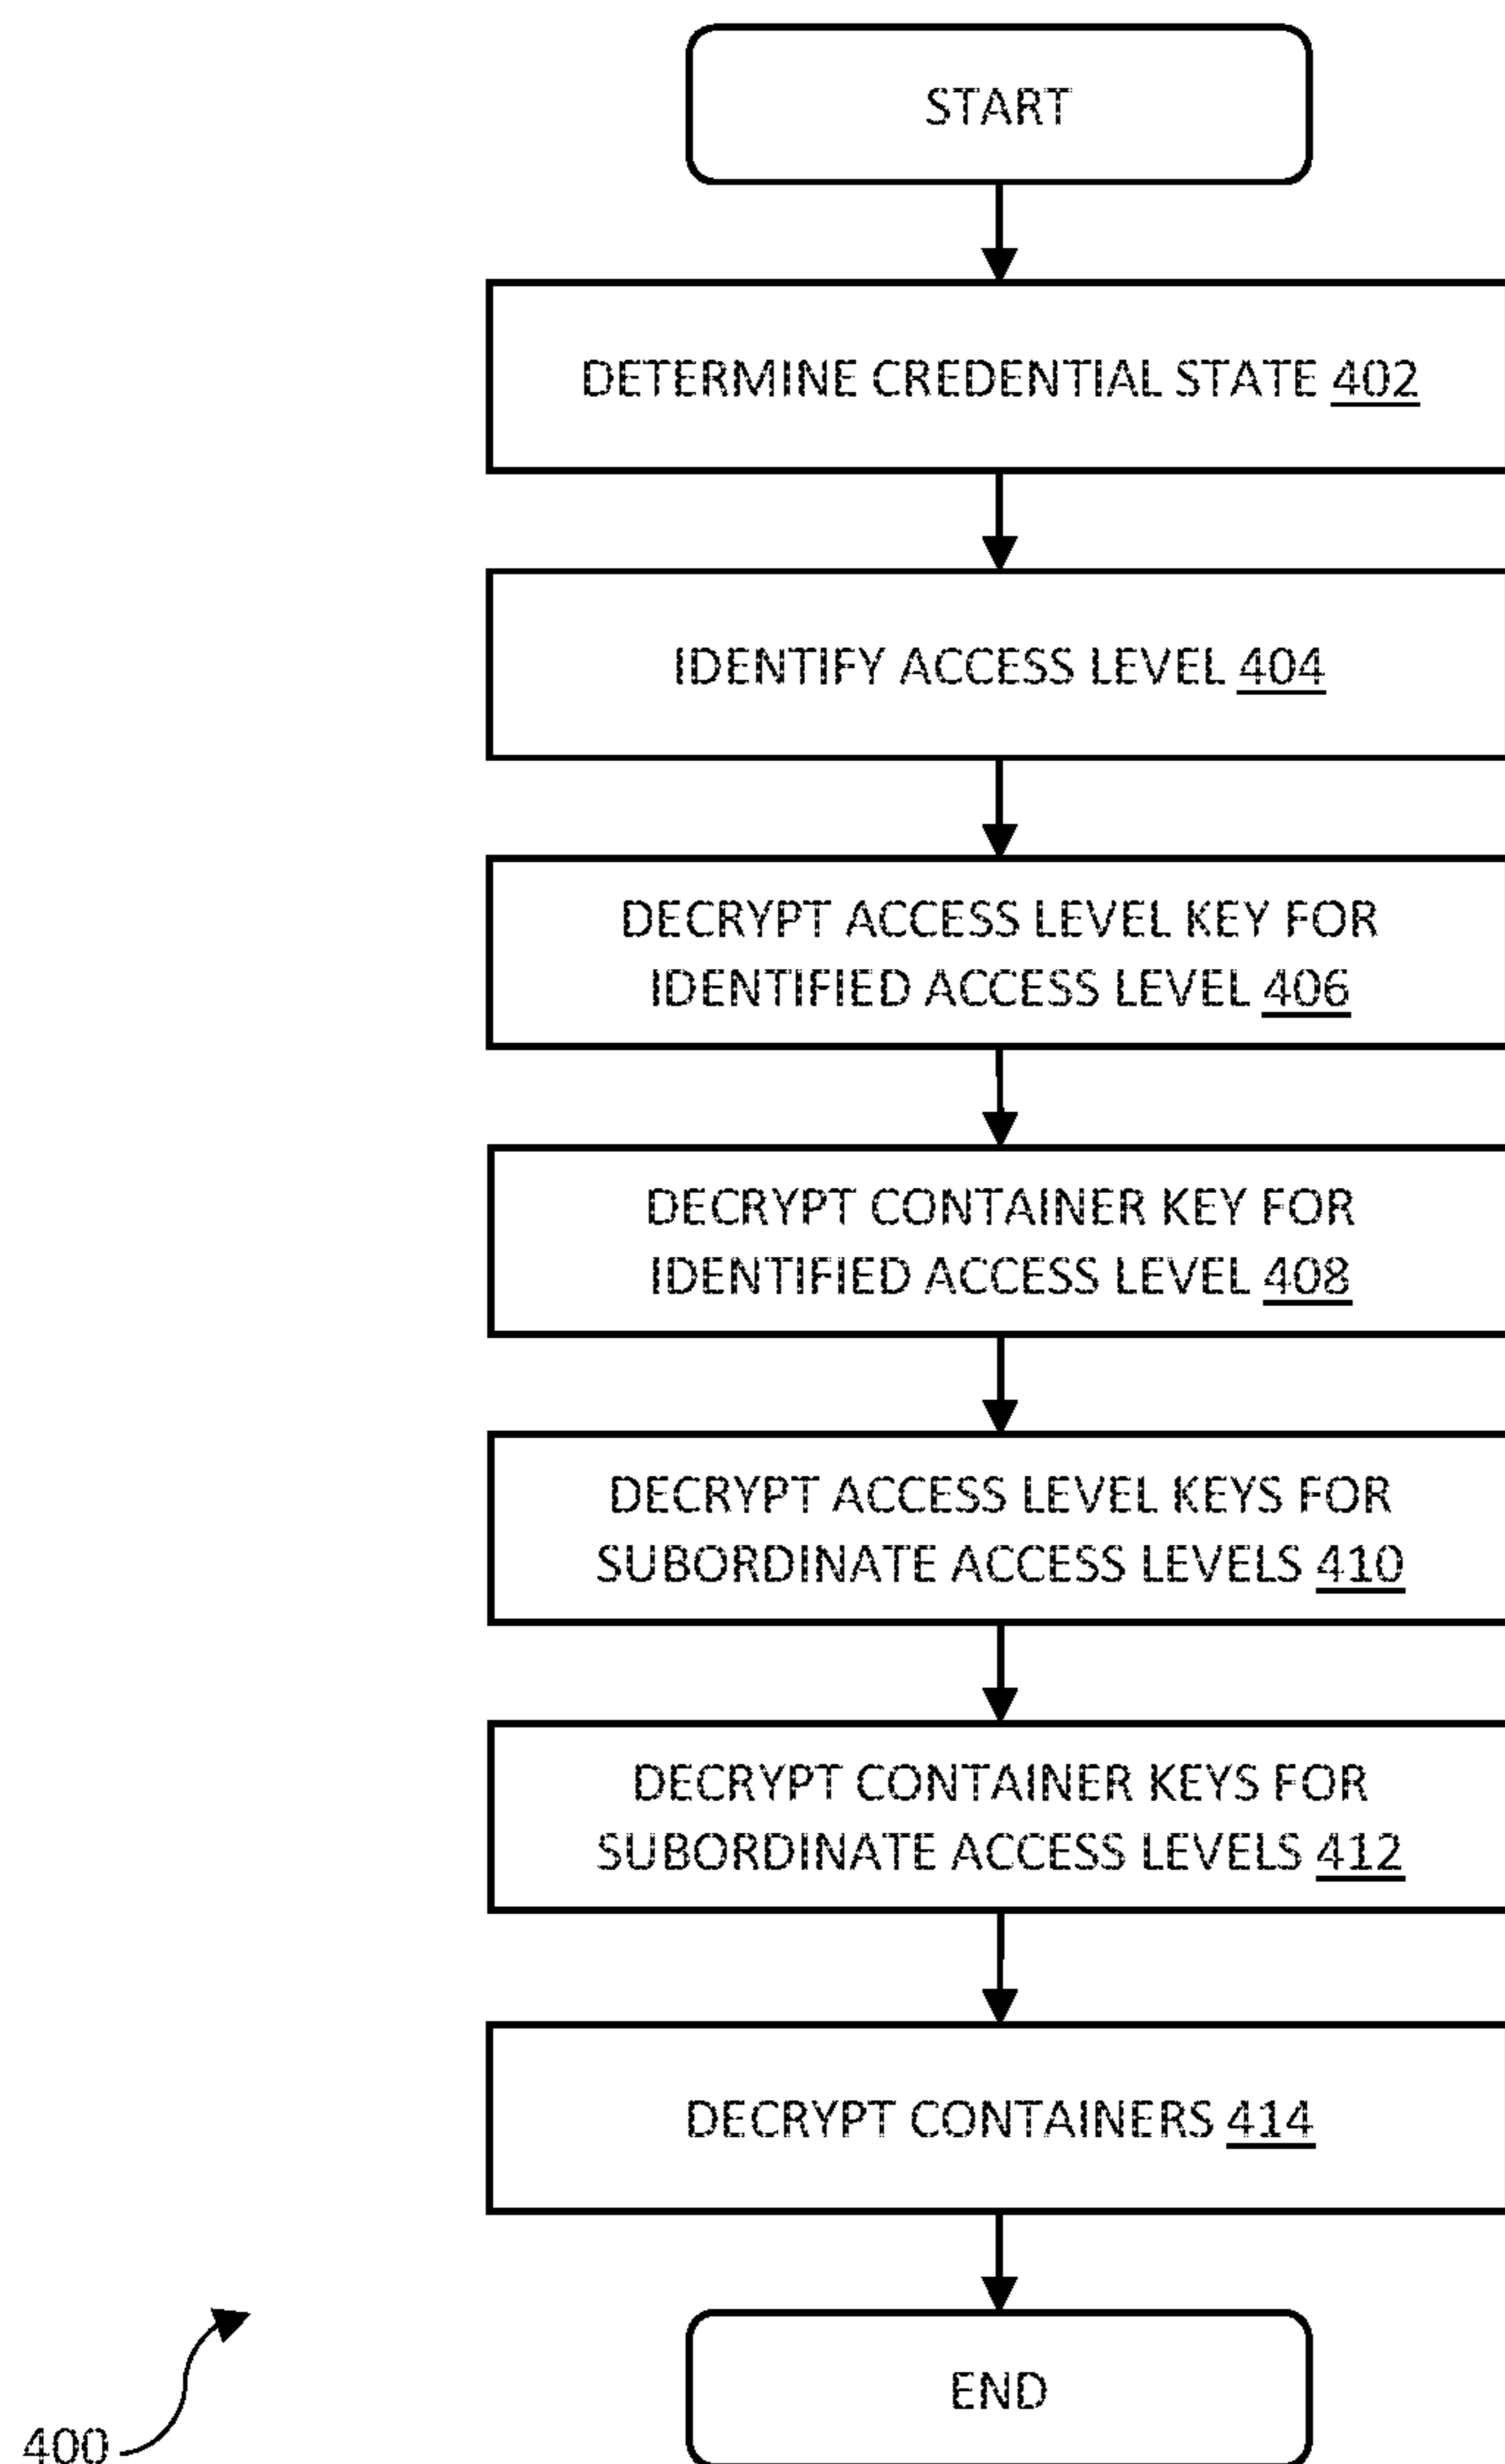 START
DETERMINE CREDENTIAL STATE 402
IDENTIFY ACCESS LEVEL 404
DECRYPT ACCESS LEVEL KEY FOR
IDENTIFIED ACCESS LEVEL 406
DECRYPT CONTAINER KEY FOR
IDENTIFIED ACCESS LEVEL 408
DECRYPT ACCESS LEVEL KEYS FOR
SUBORDINATE ACCESS LEVELS 410
DECRYPT CONTAINER KEYS FOR
SUBORDINATE ACCESS LEVELS 412
DECRYPT CONTAINERS 414
END
400